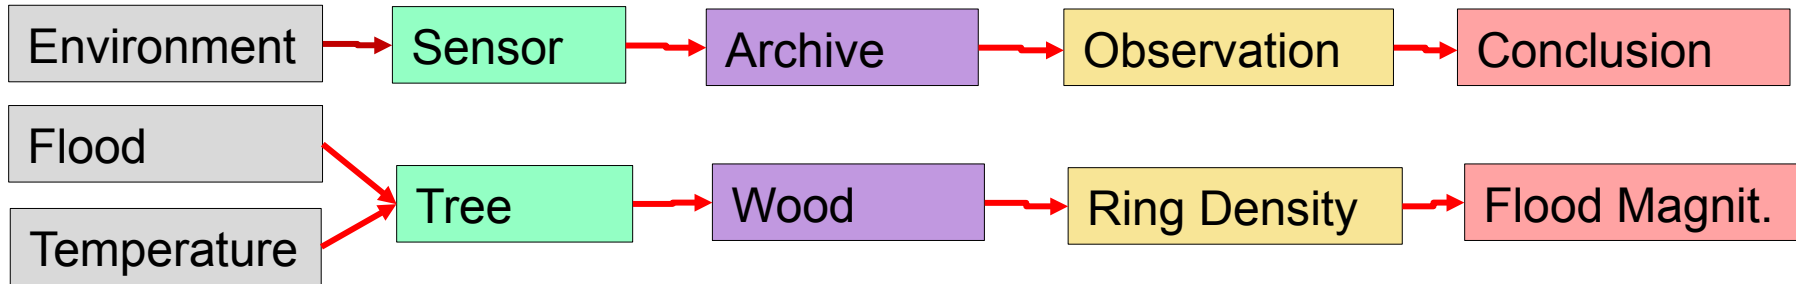 Environment
Sensor
Archive
Observation
Conclusion
Flood
Temperature
Tree
Wood
Ring Density
Flood Magnit.